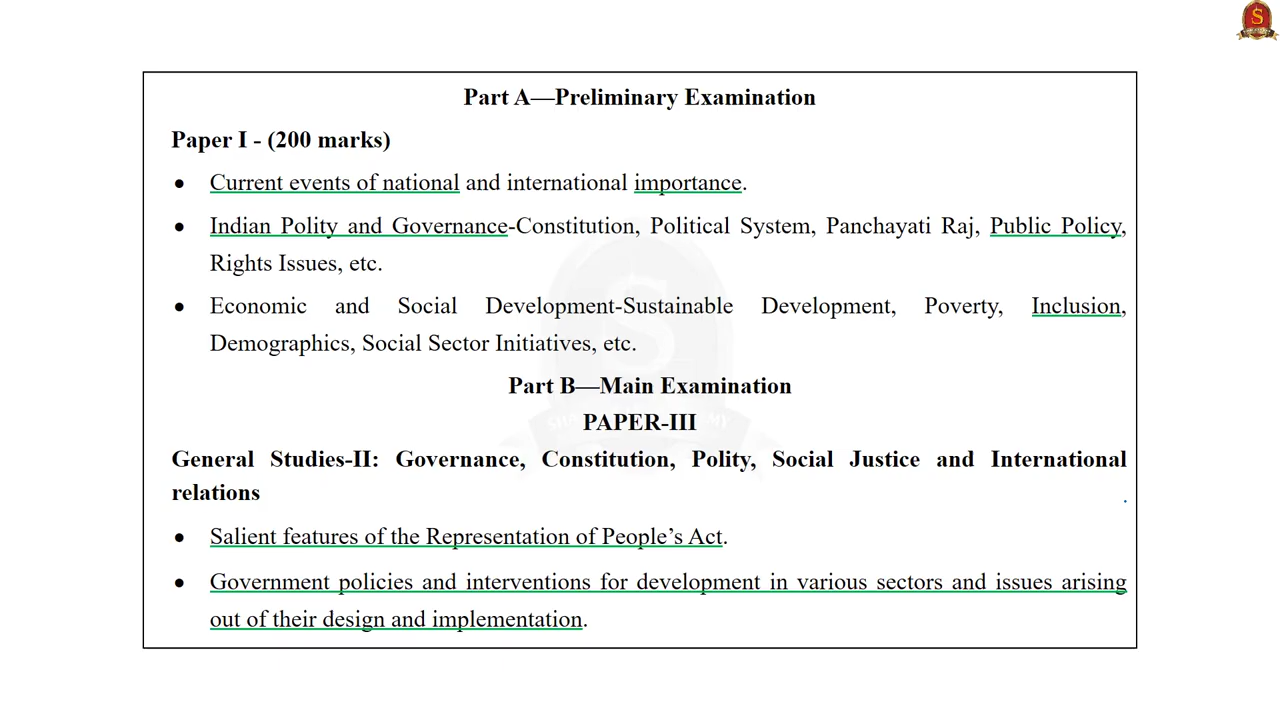 Part A—Preliminary Examination
Paper I - (200 marks)
● Current events of national and international importance.
● Indian Polity and Governance-Constitution, Political System, Panchayati Raj, Public Policy,
Rights Issues, etc.
● Economic and Social Development-Sustainable Development, Poverty, Inclusion,
Demographics, Social Sector Initiatives, etc.
Part B—Main Examination
PAPER-III
General Studies-II: Governance, Constitution, Polity, Social Justice and International
relations
● Salient features of the Representation of People’s Act.
● Government policies and interventions for development in various sectors and issues arising
out of their design and implementation.